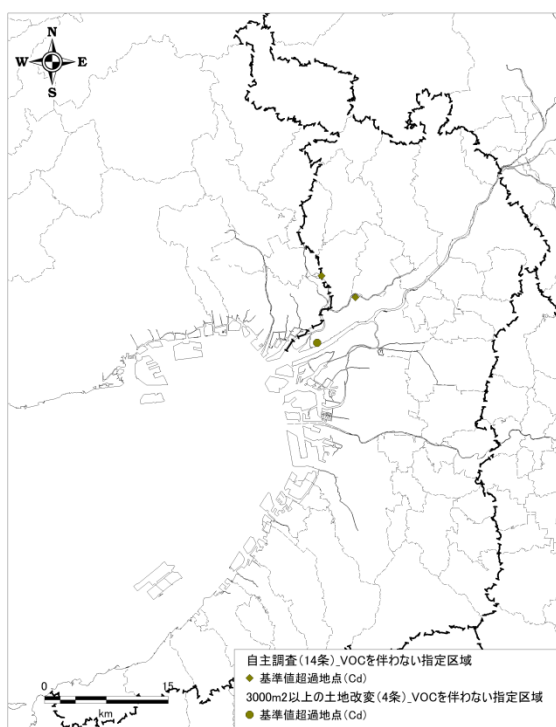 N
W E
S
自主調査(14条)_VOCを伴わない指定区域
基準値超過地点(Cd)
3000m2以上の土地改変(4条)_VOCを伴わない指定区域
基準値超過地点(Cd)
0 15
km